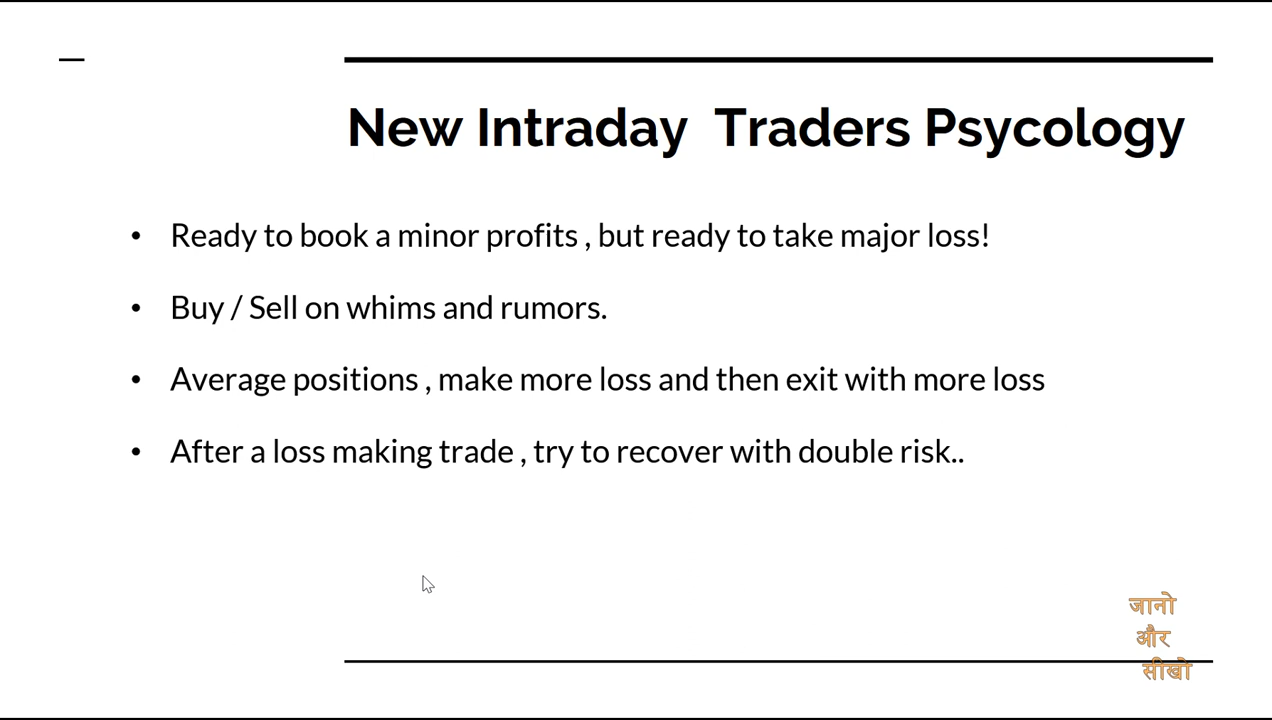 New Intraday  Traders Psycology
• Ready to book a minor profits , but ready to take major loss!
• Buy / Sell on whims and rumors.
• Average positions , make more loss and then exit with more loss
• After a loss making trade , try to recover with double risk..
जानो
और
सीखो